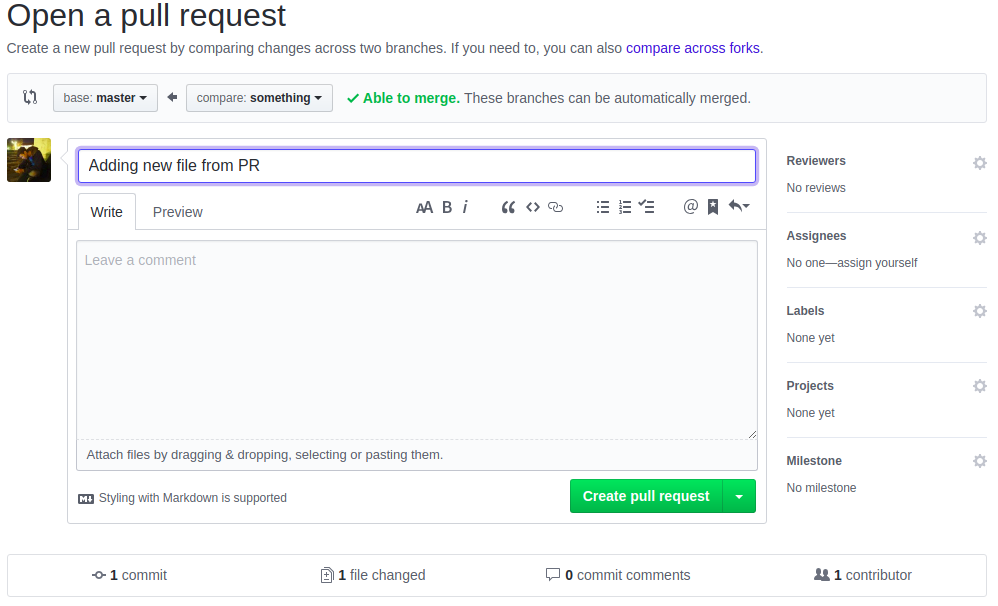 Open a pull request
Create a new pull request by comparing changes across two branches. If you need to, you can also compare across forks.
base: master compare: something Able to merge. These branches can be automatically merged.
Adding new file from PR
Write Preview AA B i @
Leave a comment
Attach files by dragging & dropping, selecting or pasting them.
Styling with Markdown is supported Create pull request
Reviewers
No reviews
Assignees
No one—assign yourself
Labels
None yet
Projects
None yet
Milestone
No milestone
1 commit 1 file changed 0 commit comments 1 contributor